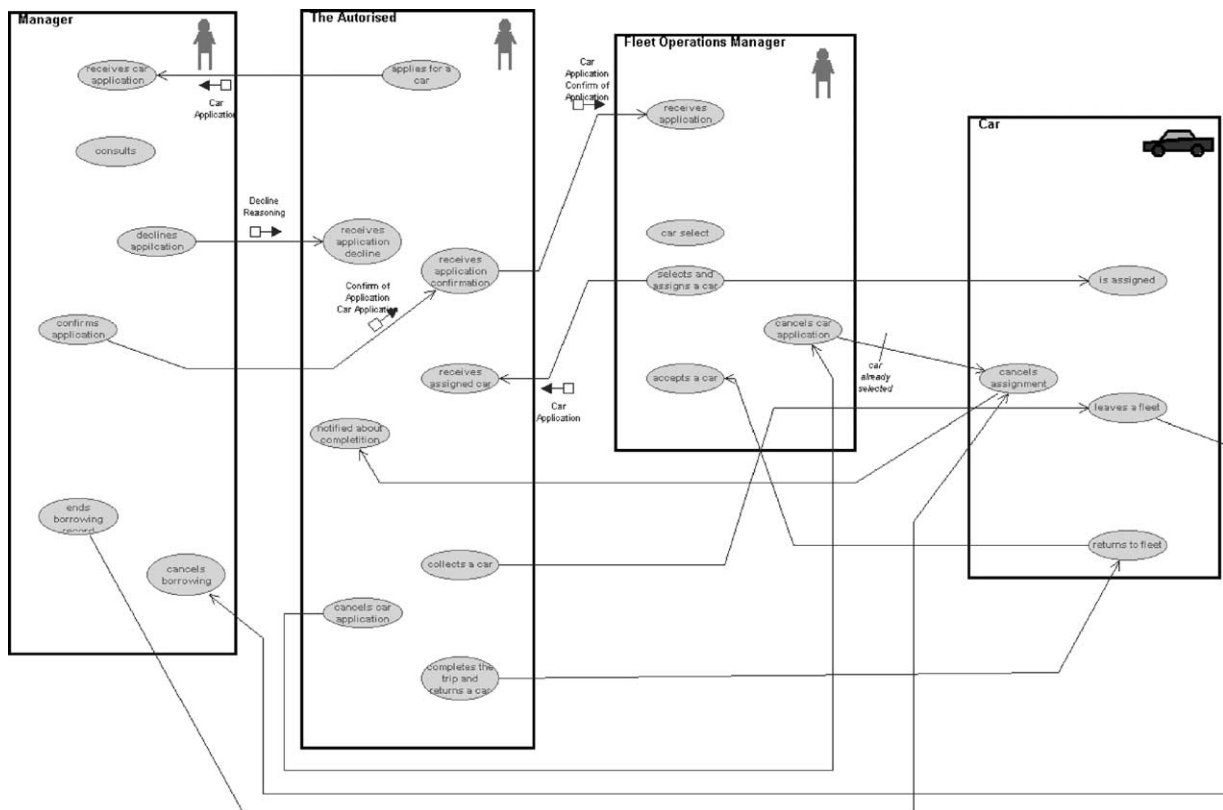 Manager
receives car
application
Car
Application
consults
declines
application
confirms
application
ends
borrowing
record
cancels
borrowing
Decline
Reasoning
The Autorised
applies for a
car
receives
application
decline
receives
application
confirmation
Confirm of
Application
Car Application
receives
assigned car
notified about
completition
collects a car
cancels car
application
completes the
trip and
returns a car
Car
Application
Confirm of
Application
Car
Application
Fleet Operations Manager
receives
application
car select
selects and
assigns a car
cancels car
application
accepts a car
car
already
selected
Car
is assigned
cancels
assignment
leaves a fleet
returns to fleet